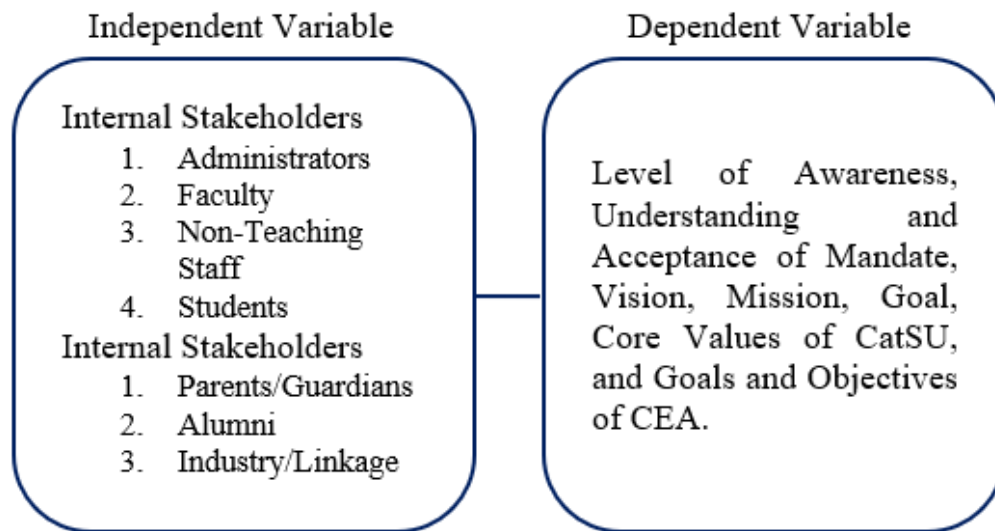 Independent Variable
Internal Stakeholders
1. Administrators
2. Faculty
3. Non-Teaching
Staff
4. Students
Internal Stakeholders
1. Parents/Guardians
2. Alumni
3. Industry/Linkage
Dependent Variable
Level of Awareness,
Understanding and
Acceptance of Mandate,
Vision, Mission, Goal,
Core Values of CatSU,
and Goals and Objectives
of CEA.